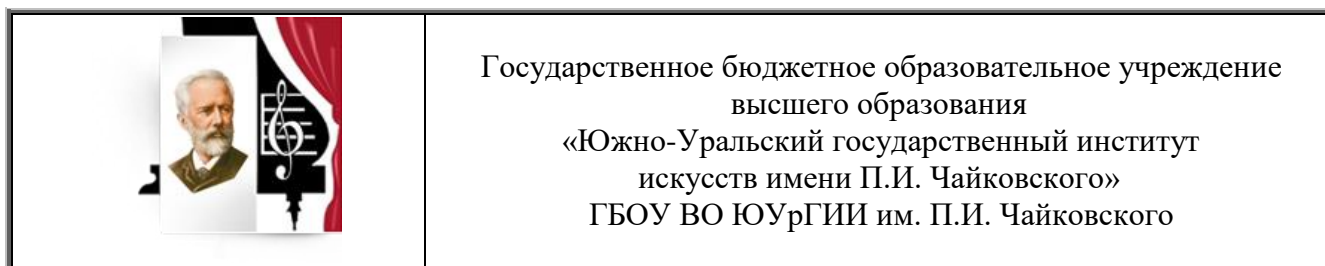 Государственное бюджетное образовательное учреждение
высшего образования
«Южно-Уральский государственный институт
искусств имени П.И. Чайковского»
ГБОУ ВО ЮУрГИИ им. П.И. Чайковского